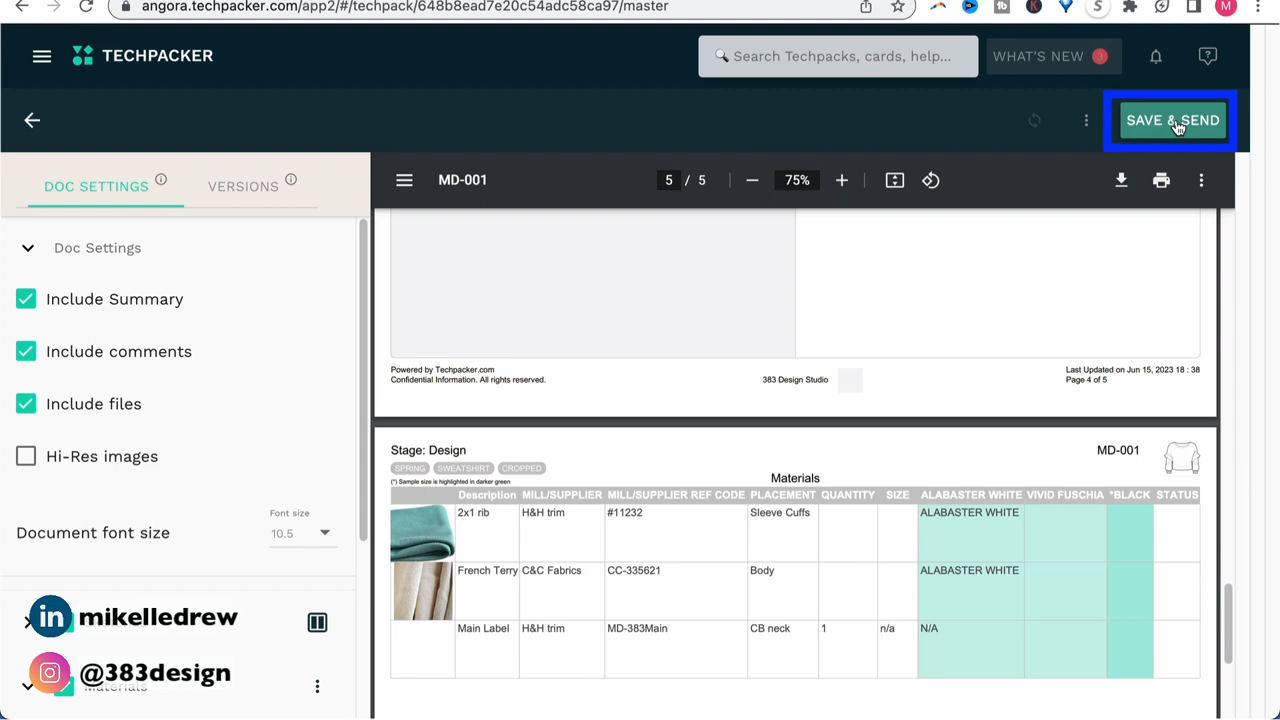 angora.techpacker.com/app2/#/techpack/648b8ead7e20c54adc58ca97/master
M
TECHPACKER
Search Techpacks, cards, help...
WHAT'S NEW 3
SAVE & SEND
DOC SETTINGS
VERSIONS
MD-001
5 / 5
75%
Doc Settings
Include Summary
Include comments
Include files
Hi-Res images
Document font size
Font size
10.5
in mikelledrew
@383design
Materials
Powered by Techpacker.com
Confidential Information. All rights reserved.
383 Design Studio
Last Updated on Jun 15, 2023 18 : 38
Page 4 of 5
Stage: Design
MD-001
SPRING SWEATSHIRT CROPPED
(*) Sample size is highlighted in darker green
Materials
Description MILL/SUPPLIER MILL/SUPPLIER REF CODE PLACEMENT QUANTITY SIZE ALABASTER WHITE VIVID FUSCHIA *BLACK STATUS
2x1 rib H&H trim #11232 Sleeve Cuffs ALABASTER WHITE
French Terry C&C Fabrics CC-335621 Body ALABASTER WHITE
Main Label H&H trim MD-383Main CB neck 1 n/a N/A